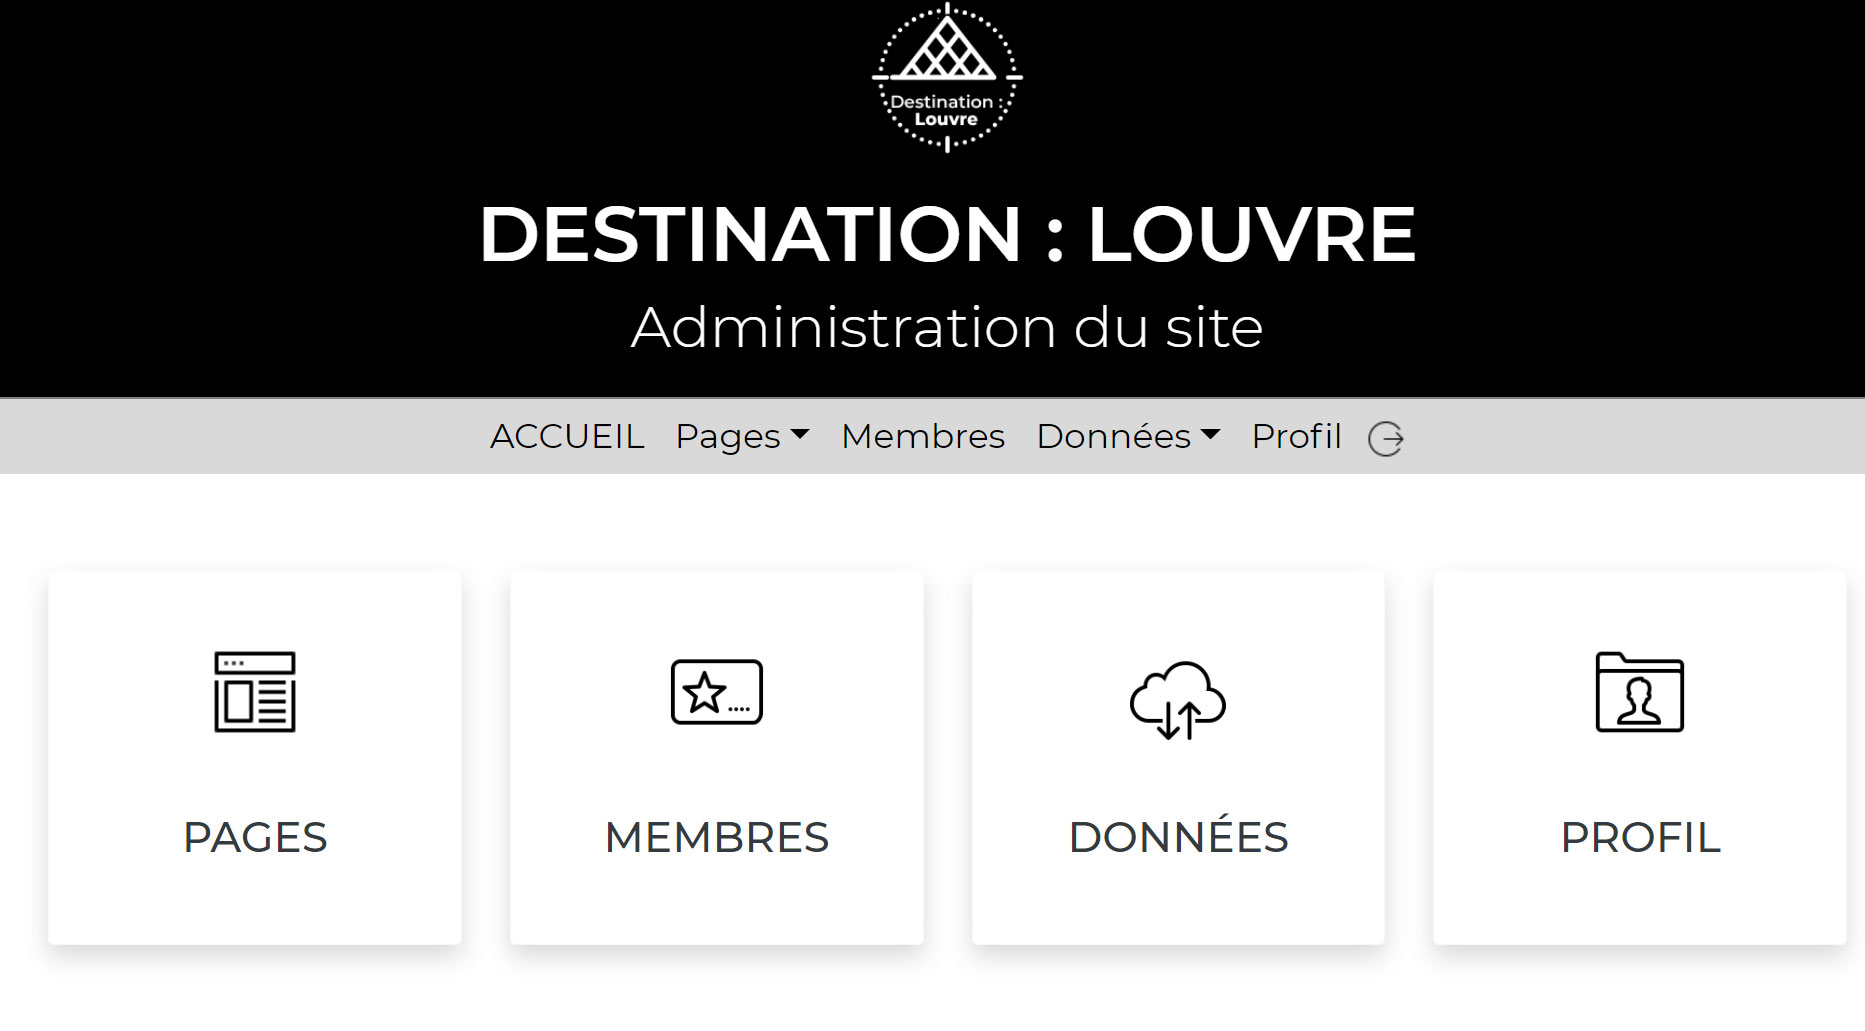 Destination :
Louvre
DESTINATION : LOUVRE
Administration du site
ACCUEIL Pages Membres Données Profil
PAGES MEMBRES DONNÉES PROFIL